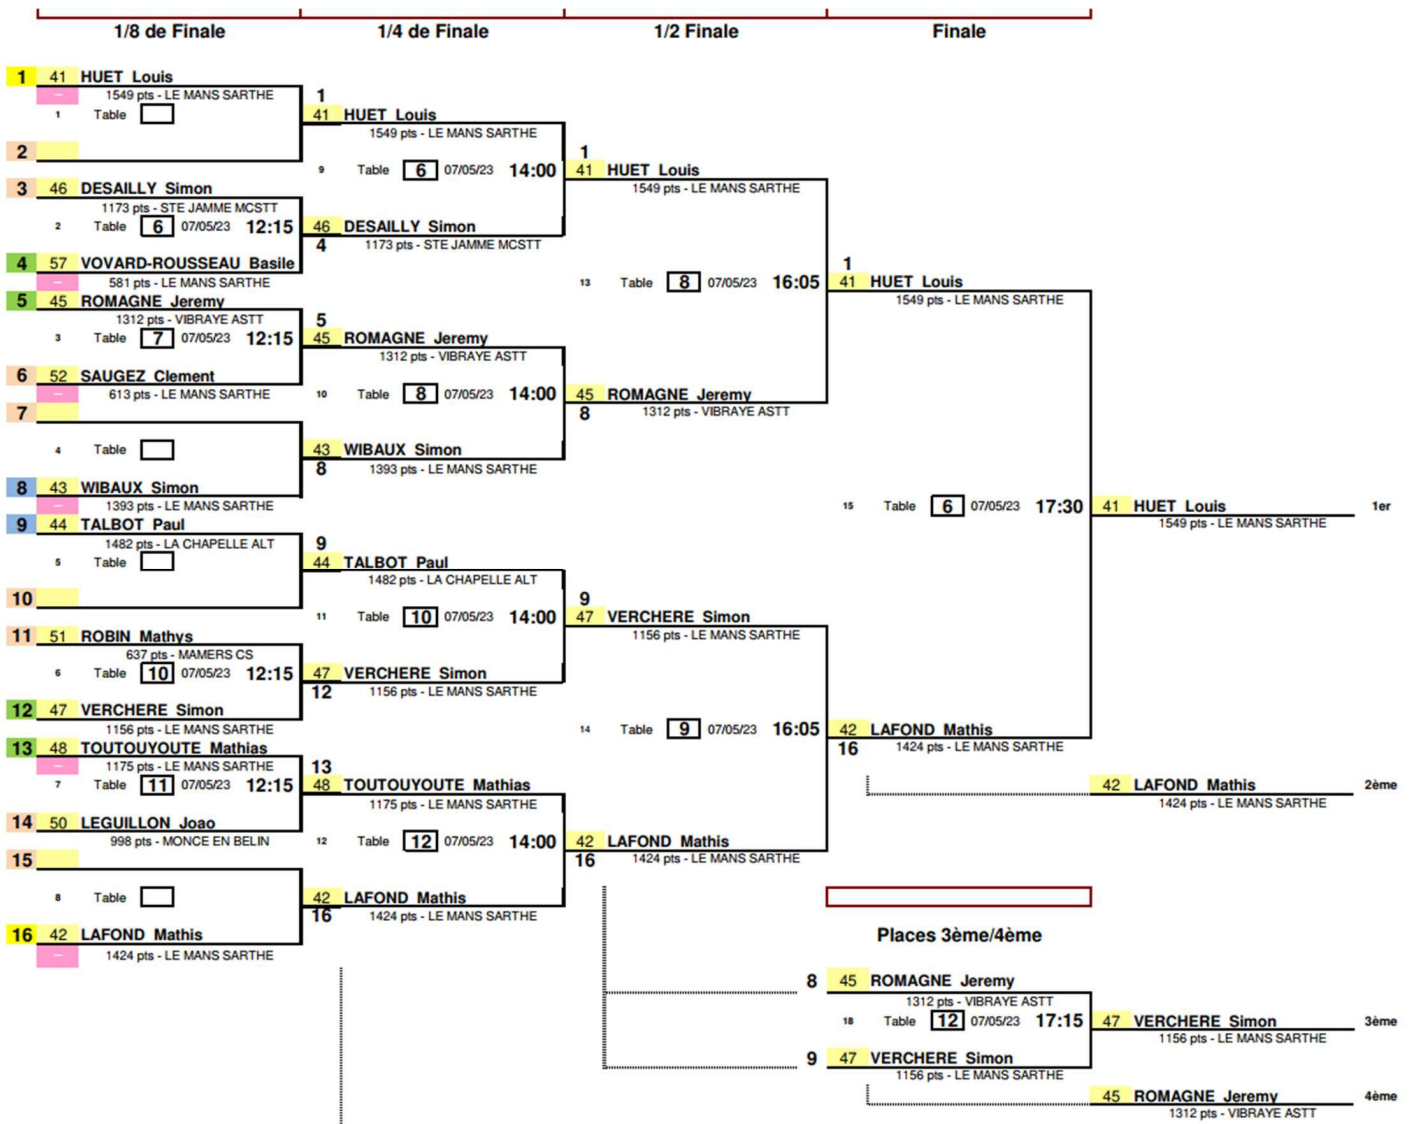 1/8 de Finale
1/4 de Finale
1/2 Finale
Finale
1 41 HUET Louis
1549 pts - LE MANS SARTHE
1 Table
2
3 46 DESAILLY Simon
1173 pts - STE JAMME MCSTT
2 Table 6 07/05/23 12:15
4 57 VOVARD-ROUSSEAU Basile
581 pts - LE MANS SARTHE
5 45 ROMAGNE Jeremy
1312 pts - VIBRAYE ASTT
3 Table 7 07/05/23 12:15
6 52 SAUGEZ Clement
613 pts - LE MANS SARTHE
7
4 Table
8 43 WIBAUX Simon
1393 pts - LE MANS SARTHE
9 44 TALBOT Paul
1482 pts - LA CHAPELLE ALT
5 Table
10
11 51 ROBIN Mathys
637 pts - MAMERS CS
6 Table 10 07/05/23 12:15
12 47 VERCHERE Simon
1156 pts - LE MANS SARTHE
13 48 TOUTOUYOUTE Mathias
1175 pts - LE MANS SARTHE
7 Table 11 07/05/23 12:15
14 50 LEGUILLON Joao
998 pts - MONCE EN BELIN
15
8 Table
16 42 LAFOND Mathis
1424 pts - LE MANS SARTHE
1
41 HUET Louis
1549 pts - LE MANS SARTHE
9 Table 6 07/05/23 14:00
46 DESAILLY Simon
4 1173 pts - STE JAMME MCSTT
5
45 ROMAGNE Jeremy
1312 pts - VIBRAYE ASTT
10 Table 8 07/05/23 14:00
43 WIBAUX Simon
8 1393 pts - LE MANS SARTHE
9
44 TALBOT Paul
1482 pts - LA CHAPELLE ALT
11 Table 10 07/05/23 14:00
47 VERCHERE Simon
12 1156 pts - LE MANS SARTHE
13
48 TOUTOUYOUTE Mathias
1175 pts - LE MANS SARTHE
12 Table 12 07/05/23 14:00
42 LAFOND Mathis
16 1424 pts - LE MANS SARTHE
1
41 HUET Louis
1549 pts - LE MANS SARTHE
13 Table 8 07/05/23 16:05
45 ROMAGNE Jeremy
8 1312 pts - VIBRAYE ASTT
9
47 VERCHERE Simon
1156 pts - LE MANS SARTHE
14 Table 9 07/05/23 16:05
42 LAFOND Mathis
16 1424 pts - LE MANS SARTHE
1
41 HUET Louis
1549 pts - LE MANS SARTHE
15 Table 6 07/05/23 17:30
42 LAFOND Mathis
16 1424 pts - LE MANS SARTHE
41 HUET Louis 1er
1549 pts - LE MANS SARTHE
42 LAFOND Mathis 2ème
1424 pts - LE MANS SARTHE
Places 3ème/4ème
8 45 ROMAGNE Jeremy
1312 pts - VIBRAYE ASTT
18 Table 12 07/05/23 17:15
9 47 VERCHERE Simon
1156 pts - LE MANS SARTHE
47 VERCHERE Simon 3ème
1156 pts - LE MANS SARTHE
45 ROMAGNE Jeremy 4ème
1312 pts - VIBRAYE ASTT